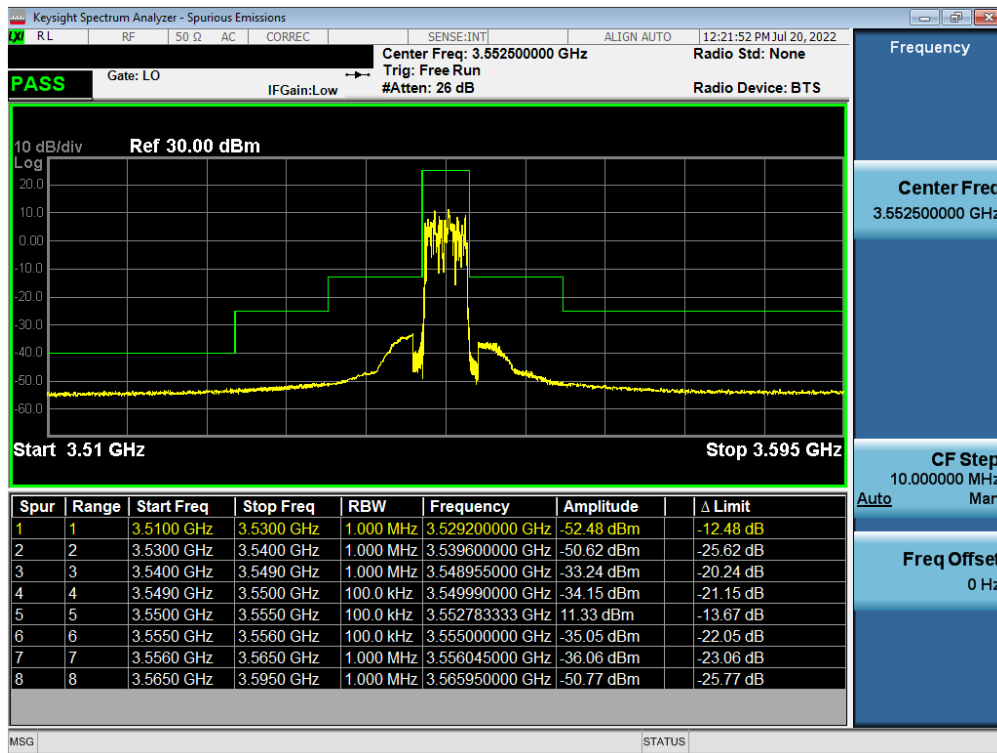 Keysight Spectrum Analyzer - Spurious Emissions
LXI RL RF 50 Ω AC CORREC SENSE:INT ALIGN AUTO 12:21:52 PM Jul 20, 2022
Center Freq: 3.552500000 GHz Radio Std: None
Gate: LO Trig: Free Run
PASS IFGain:Low #Atten: 26 dB Radio Device: BTS
10 dB/div Ref 30.00 dBm
Log
20.0
10.0
0.00
-10.0
-20.0
-30.0
-40.0
-50.0
-60.0
Start 3.51 GHz Stop 3.595 GHz
Spur Range Start Freq Stop Freq RBW Frequency Amplitude Δ Limit
1 1 3.5100 GHz 3.5300 GHz 1.000 MHz 3.529200000 GHz -52.48 dBm -12.48 dB
2 2 3.5300 GHz 3.5400 GHz 1.000 MHz 3.539600000 GHz -50.62 dBm -25.62 dB
3 3 3.5400 GHz 3.5490 GHz 1.000 MHz 3.548955000 GHz -33.24 dBm -20.24 dB
4 4 3.5490 GHz 3.5500 GHz 100.0 kHz 3.549990000 GHz -34.15 dBm -21.15 dB
5 5 3.5500 GHz 3.5550 GHz 100.0 kHz 3.552783333 GHz 11.33 dBm -13.67 dB
6 6 3.5550 GHz 3.5560 GHz 100.0 kHz 3.555000000 GHz -35.05 dBm -22.05 dB
7 7 3.5560 GHz 3.5650 GHz 1.000 MHz 3.556045000 GHz -36.06 dBm -23.06 dB
8 8 3.5650 GHz 3.5950 GHz 1.000 MHz 3.565950000 GHz -50.77 dBm -25.77 dB
MSG STATUS
Frequency
Center Freq
3.552500000 GHz
CF Step
10.000000 MHz
Auto Man
Freq Offset
0 Hz